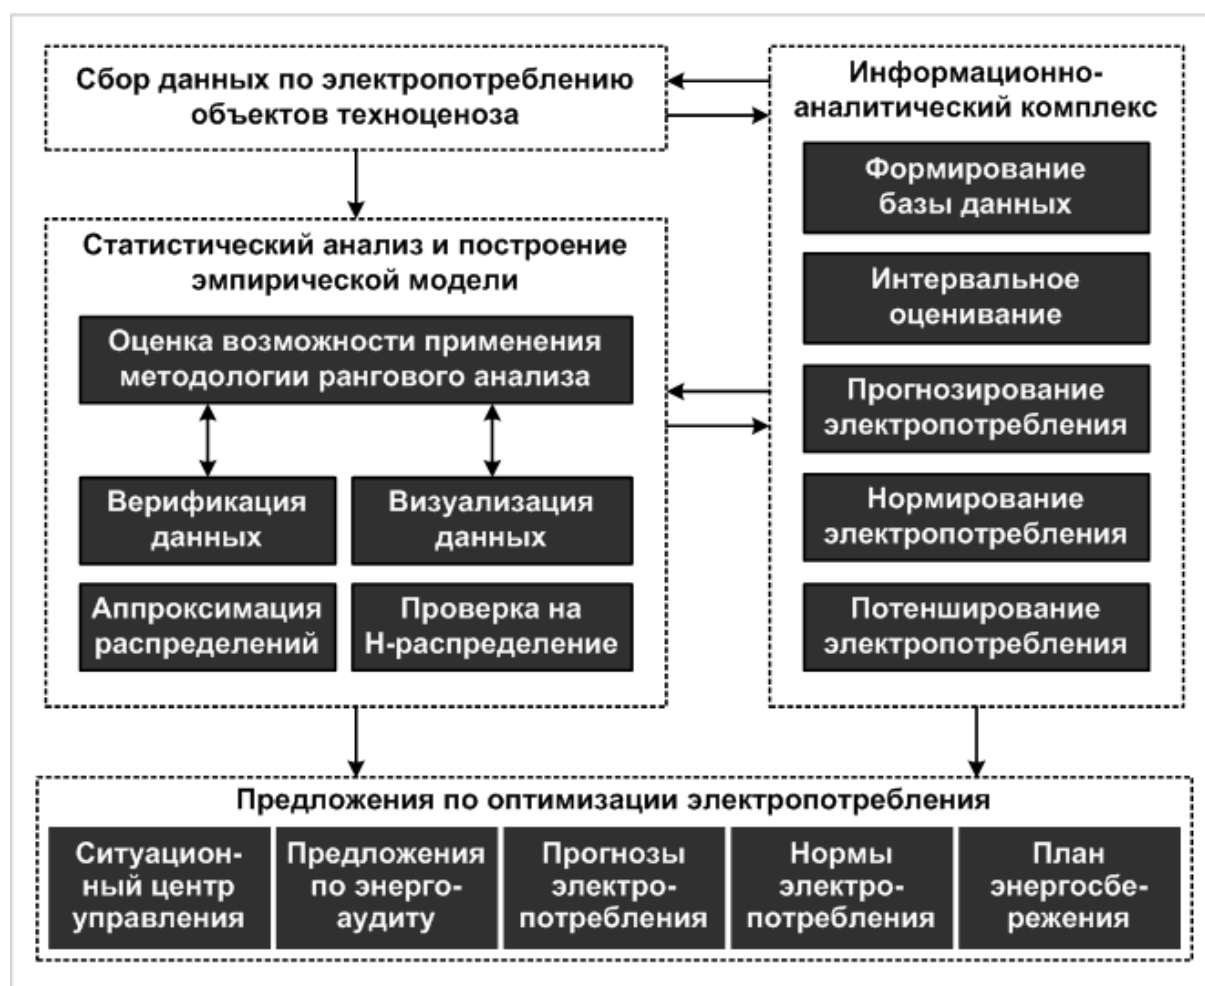 Сбор данных по электропотреблению
объектов техноценоза
Информационно-
аналитический комплекс
Формирование
базы данных
Интервальное
оценивание
Прогнозирование
электропотребления
Нормирование
электропотребления
Потенширование
электропотребления
Статистический анализ и построение
эмпирической модели
Оценка возможности применения
методологии рангового анализа
Верификация
данных
Визуализация
данных
Аппроксимация
распределений
Проверка на
Н-распределение
Предложения по оптимизации электропотребления
Ситуацион-
ный центр
управления
Предложения
по энерго-
аудиту
Прогнозы
электро-
потребления
Нормы
электро-
потребления
План
энергосбе-
режения